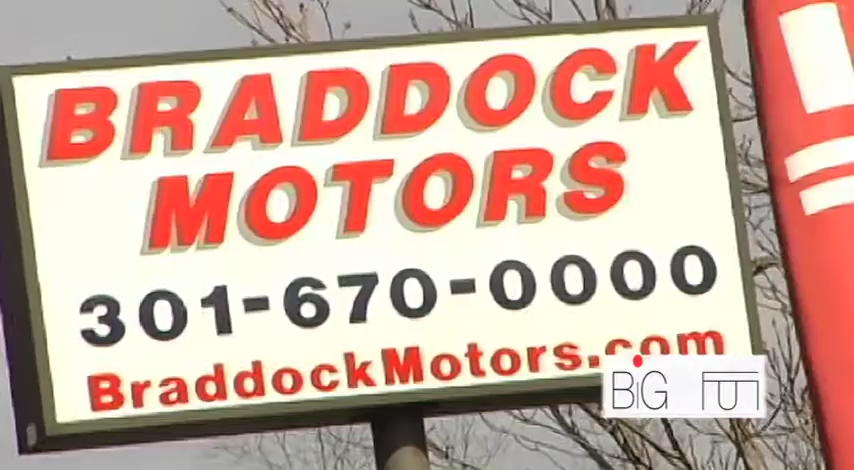 BRADDOCK
MOTORS
301-670-0000
BraddockMotors.com
BiG FUN